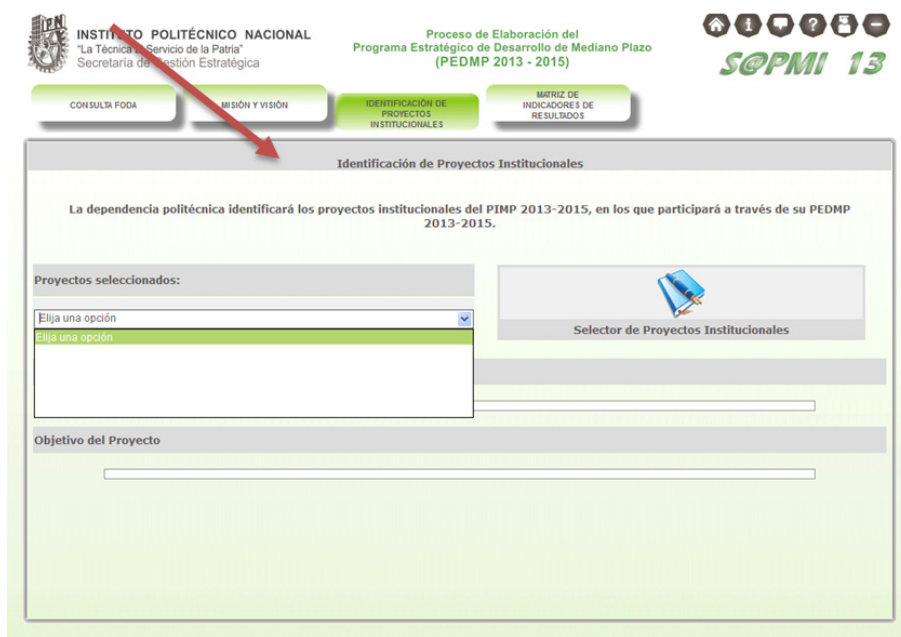 INSTITUTO POLITÉCNICO NACIONAL
"La Técnica al Servicio de la Patria"
Secretaría de Gestión Estratégica
Proceso de Elaboración del
Programa Estratégico de Desarrollo de Mediano Plazo
(PEDMP 2013 - 2015)
S@PMI 13
CONSULTA FODA
MISIÓN Y VISIÓN
IDENTIFICACIÓN DE
PROYECTOS
INSTITUCIONALES
MATRIZ DE
INDICADORES DE
RESULTADOS
Identificación de Proyectos Institucionales
La dependencia politécnica identificará los proyectos institucionales del PIMP 2013-2015, en los que participará a través de su PEDMP
2013-2015.
Proyectos seleccionados:
Elija una opción
Elija una opción
Selector de Proyectos Institucionales
Objetivo del Proyecto